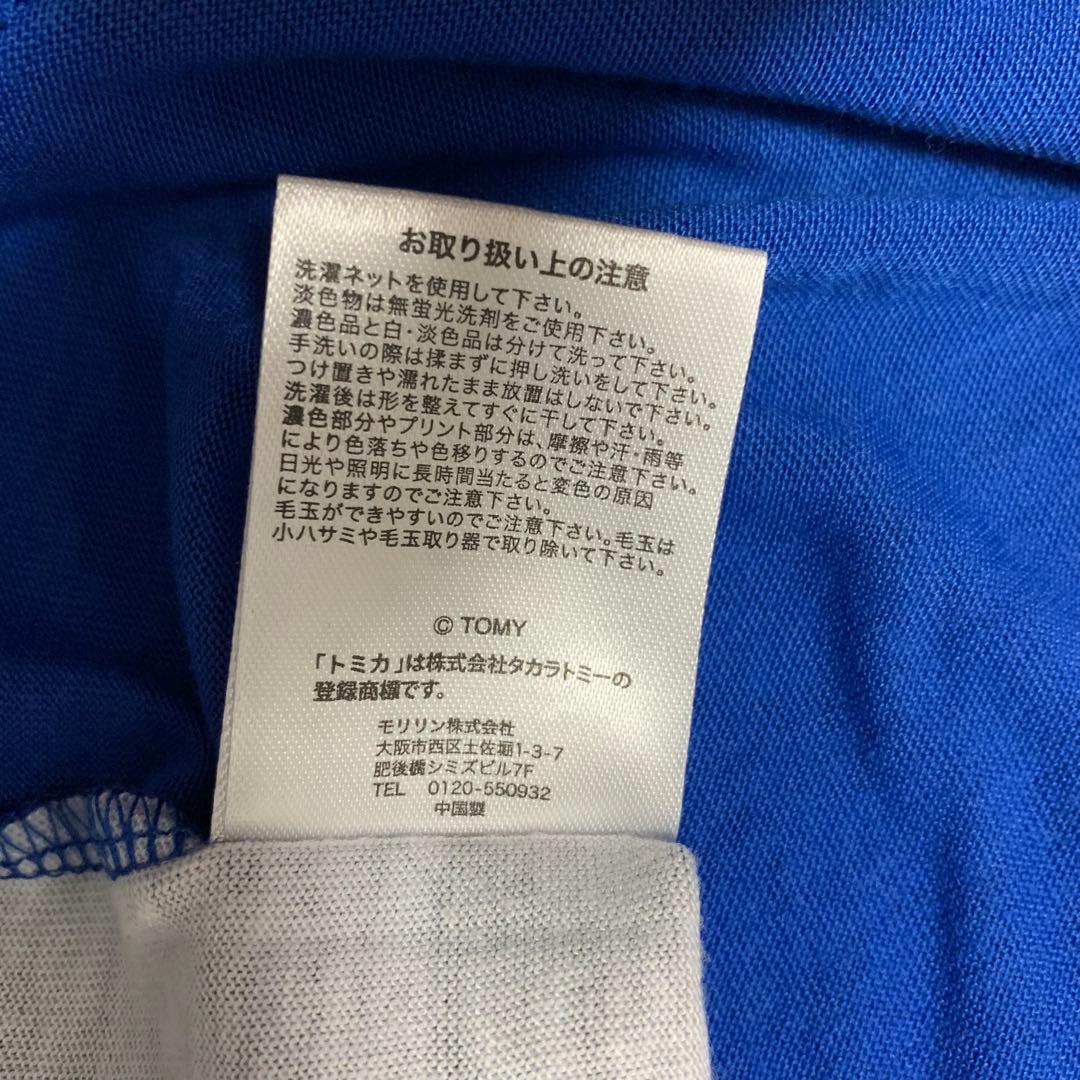 お取り扱い上の注意
洗濯ネットを使用して下さい。
淡色物は無蛍光洗剤をご使用下さい。
濃色品と白・淡色品は分けて洗って下さい。
手洗いの際は揉まずに押し洗いをして下さい。
つけ置きや濡れたまま放置はしないで下さい。
洗濯後は形を整えてすぐに干して下さい。
濃色部分やプリント部分は、摩擦や汗・雨等
により色落ちや色移りするのでご注意下さい。
日光や照明に長時間当たると変色の原因
になりますのでご注意下さい。
毛玉ができやすいのでご注意下さい。毛玉は
小ハサミや毛玉取り器で取り除いて下さい。
© TOMY
「トミカ」は株式会社タカラトミーの
登録商標です。
モリリン株式会社
大阪市西区土佐堀1-3-7
肥後橋シミズビル7F
TEL 0120-550932
中国製